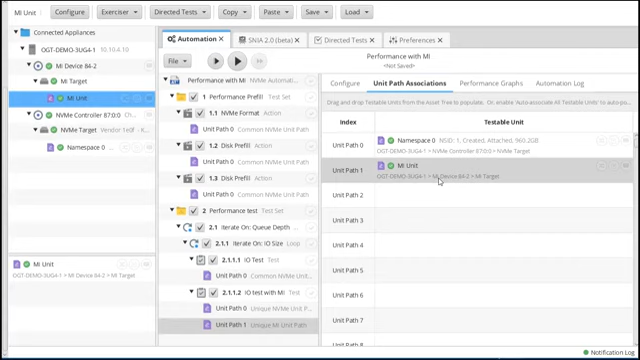 MI Unit Configure Exerciser Directed Tests Copy Paste Save Load
Connected Appliances
OGT-DEMO-3UG4-1 10.10.4.10
MI Device 84-2
MI Target
MI Unit
NVMe Controller 87:0:0
NVMe Target
Namespace 0
MI Unit
OGT-DEMO-3UG4-1 > MI Device 84-2 > MI Target
Automation SNIA 2.0 (beta) Directed Tests Preferences
File
Performance with MI
<Not Saved>
Performance with MI NVMe Automati...
1 Performance Prefill Test Set
1.1 NVMe Format Action
Unit Path 0 Common NVMe Unit Path
1.2 Disk Prefill Action
Unit Path 0 Common NVMe Unit Path
1.3 Disk Prefill Action
Unit Path 0 Common NVMe Unit Path
2 Performance test Test Set
2.1 Iterate On: Queue Depth
2.1.1 Iterate On: IO Size Loop
2.1.1.1 IO Test Test
Unit Path 0 Common NVMe Unit...
2.1.1.2 IO test with MI Test
Unit Path 0 Unique NVMe Unit P...
Unit Path 1 Unique MI Unit Path
Configure Unit Path Associations Performance Graphs Automation Log
Drag and drop Testable Units from the Asset Tree to populate. Or, enable 'Auto-associate All Testable Units' to auto-po...
Index Testable Unit
Unit Path 0 Namespace 0 NSID: 1, Created, Attached, 960.2GB
OGT-DEMO-3UG4-1 > NVMe Controller 87:0:0 > NVMe Target
Unit Path 1 MI Unit
OGT-DEMO-3UG4-1 > MI Device 84-2 > MI Target
Unit Path 2
Unit Path 3
Unit Path 4
Unit Path 5
Unit Path 6
Unit Path 7
Unit Path 8
Notification Log